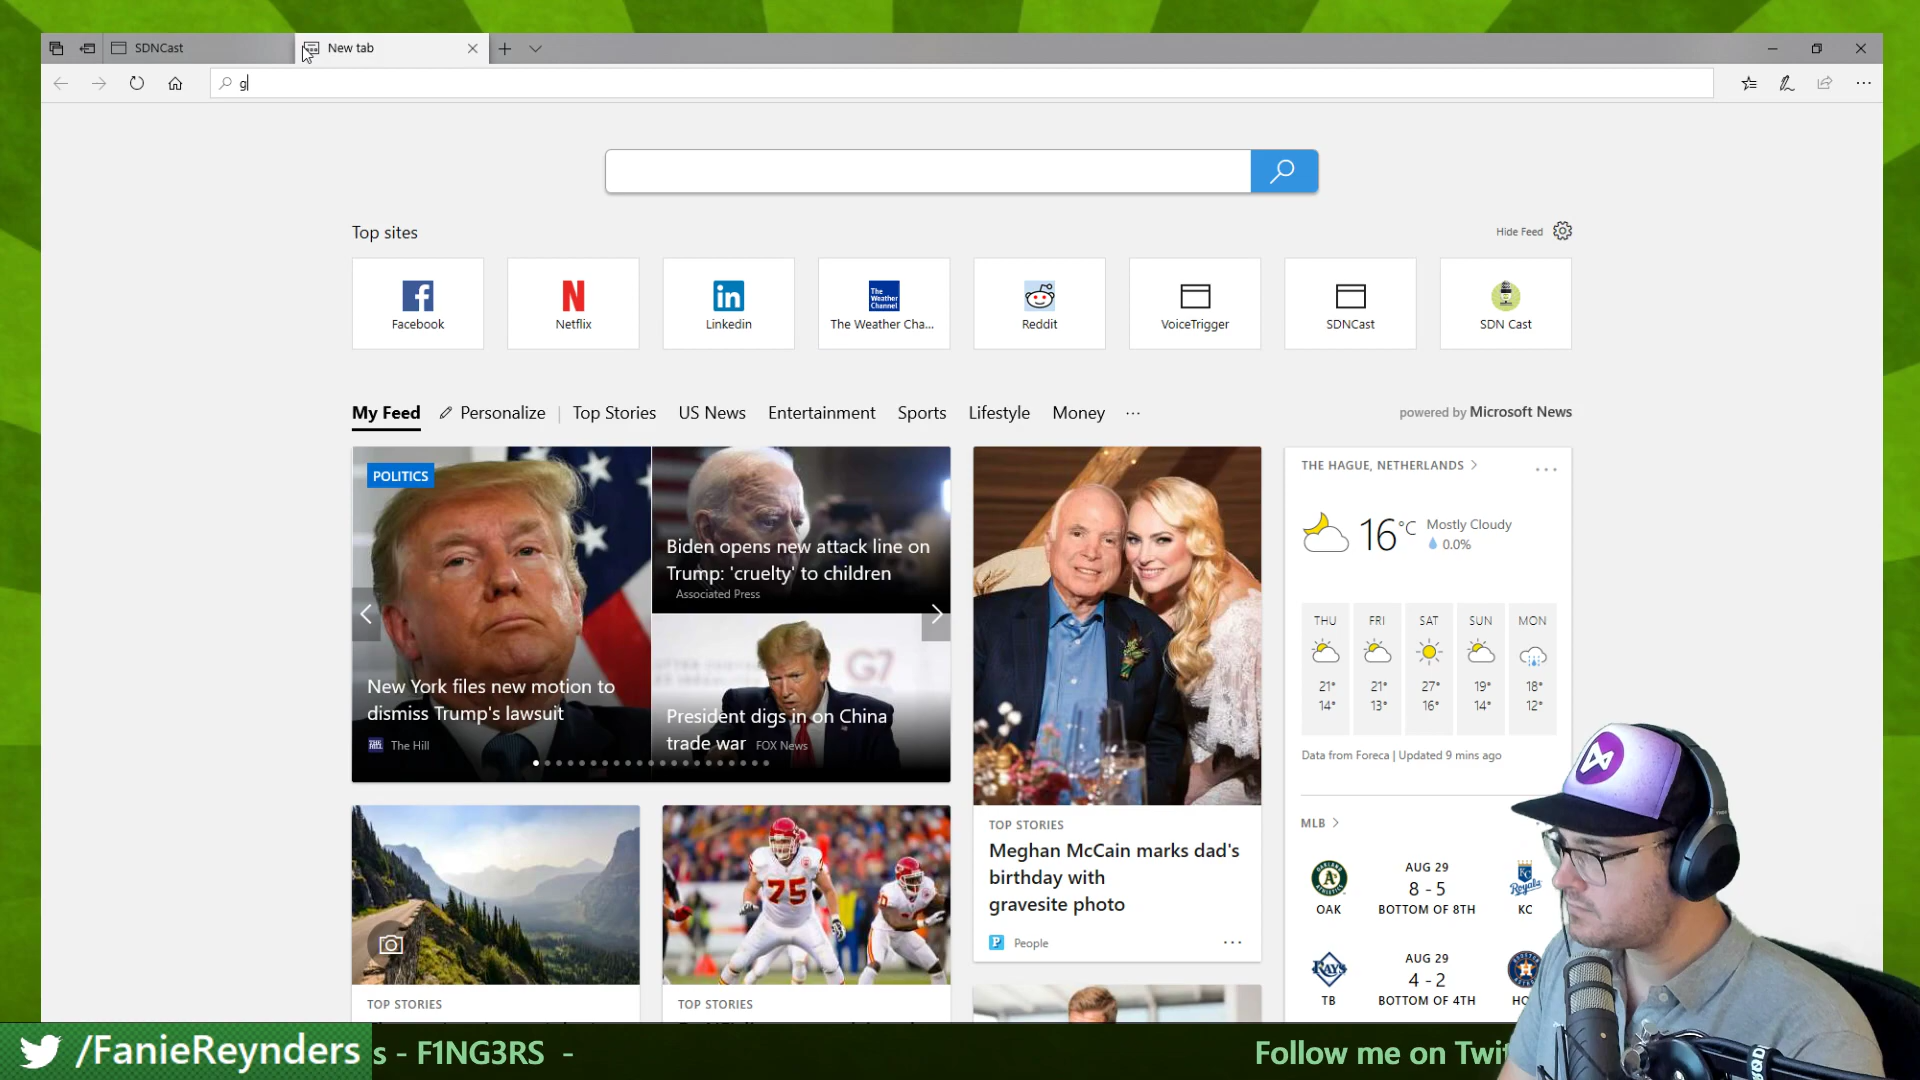 SDNCast
New tab
g
Top sites
Hide Feed
Facebook
Netflix
Linkedin
The Weather Channel
The Weather Cha...
Reddit
VoiceTrigger
SDNCast
SDN Cast
My Feed
Personalize
Top Stories
US News
Entertainment
Sports
Lifestyle
Money
powered by Microsoft News
POLITICS
New York files new motion to
dismiss Trump's lawsuit
The Hill
Biden opens new attack line on
Trump: 'cruelty' to children
Associated Press
G7
President digs in on China
trade war FOX News
TOP STORIES
Meghan McCain marks dad's
birthday with
gravesite photo
People
THE HAGUE, NETHERLANDS
16°C
Mostly Cloudy
0.0%
THU FRI SAT SUN MON
21° 21° 27° 19° 18°
14° 13° 16° 14° 12°
Data from Foreca | Updated 9 mins ago
MLB
AUG 29
8 - 5
OAK BOTTOM OF 8TH KC
AUG 29
4 - 2
TB BOTTOM OF 4TH
75
TOP STORIES
TOP STORIES
/FanieReynders
s - F1NG3RS -
Follow me on Twit